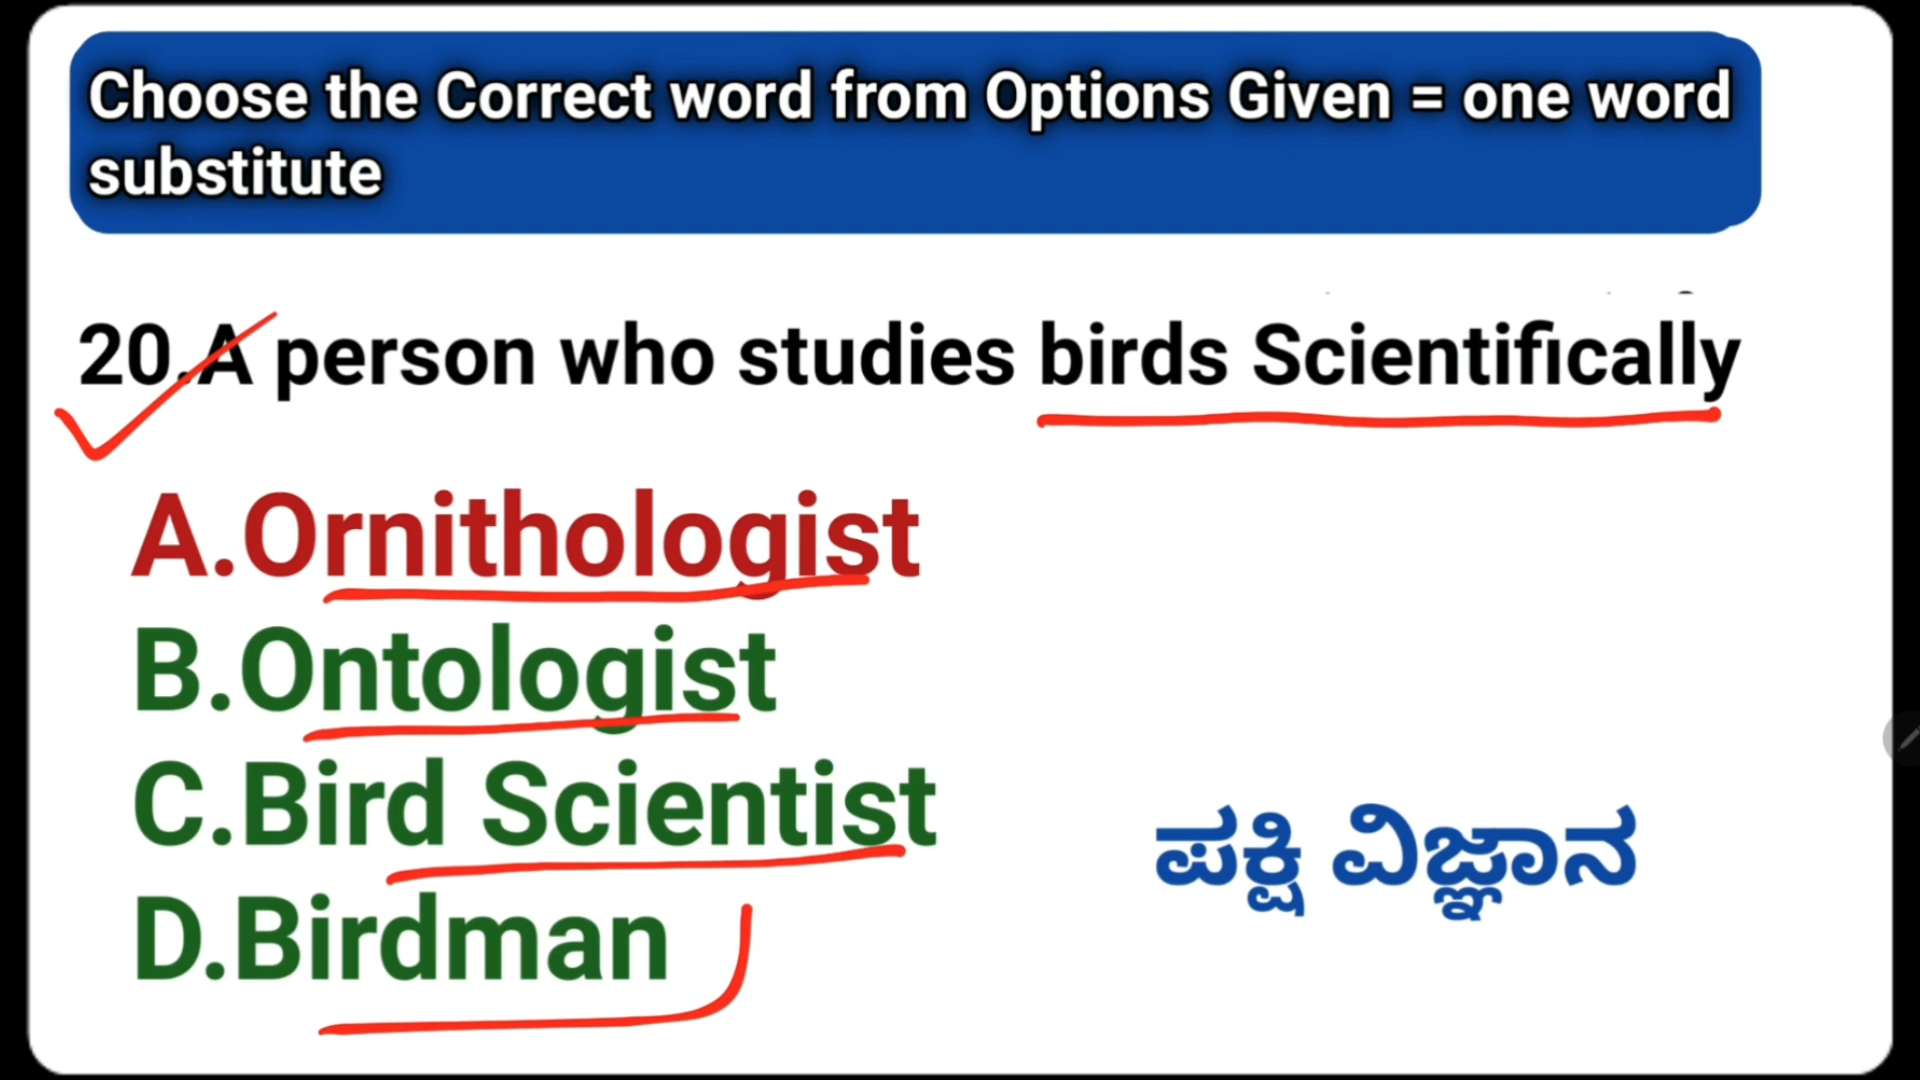 Choose the Correct word from Options Given = one word
substitute
20.A person who studies birds Scientifically
A.Ornithologist
B.Ontologist
C.Bird Scientist
D.Birdman
ಪಕ್ಷಿ ವಿಜ್ಞಾನ